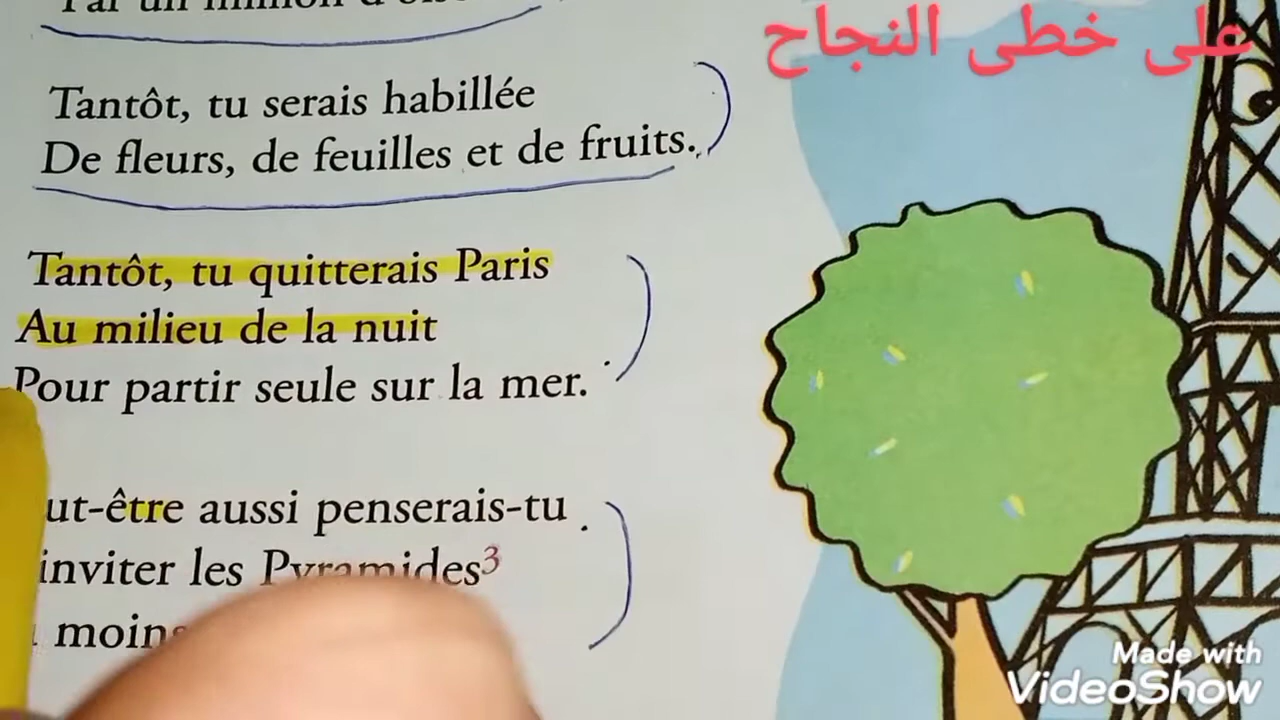 على خطى النجاح
Tantôt, tu serais habillée
De fleurs, de feuilles et de fruits.
Tantôt, tu quitterais Paris
Au milieu de la nuit
Pour partir seule sur la mer.
ut-être aussi penserais-tu
inviter les Pyramides³
Made with
VideoShow